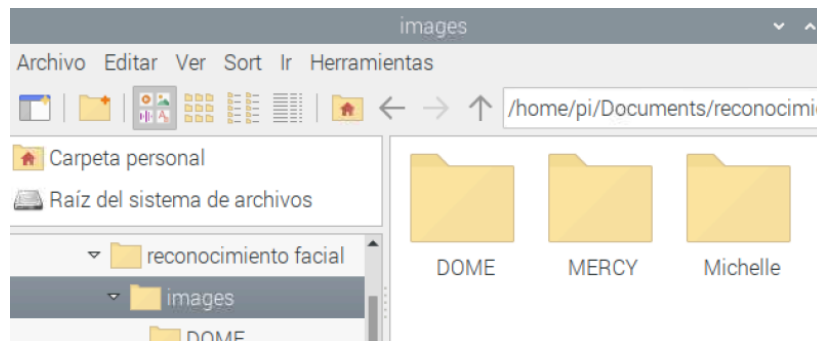 images
Archivo Editar Ver Sort Ir Herramientas
/home/pi/Documents/reconocimi
Carpeta personal
Raíz del sistema de archivos
reconocimiento facial
images
DOME
DOME MERCY Michelle